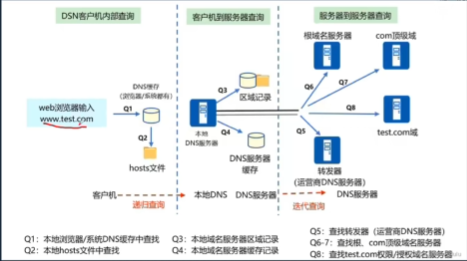 DSN客户机内部查询
客户机到服务器查询
服务器到服务器查询
根域名服务器
com顶级域
DNS缓存
(浏览器/系统都有)
web浏览器输入
www.test.com
Q1
Q2
hosts文件
Q3
区域记录
本地
DNS服务器
Q4
DNS服务器
缓存
Q6
Q7
Q8
test.com域
Q5
转发器
(运营商DNS服务器)
客户机
递归查询
本地DNS
DNS服务器
迭代查询
DNS服务器
Q1：本地浏览器/系统DNS缓存中查找
Q2：本地hosts文件中查找
Q3：本地域名服务器区域记录
Q4：本地域名服务器缓存记录
Q5：查找转发器（运营商DNS服务器）
Q6-7：查找根、com顶级域名服务器
Q8：查找test.com权限/授权域名服务器